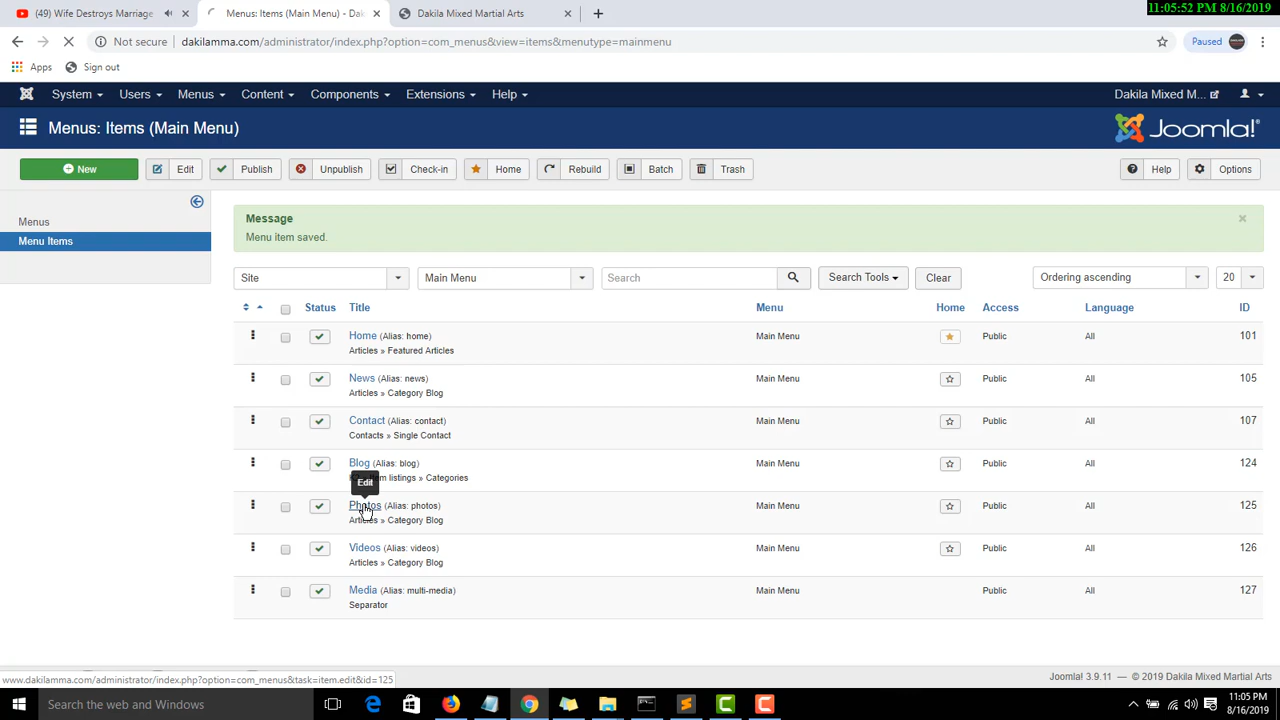 (49) Wife Destroys Marriage
Menus: Items (Main Menu) - Dak
Dakila Mixed Martial Arts
11:05:52 PM 8/16/2019
Not secure
dakilamma.com/administrator/index.php?option=com_menus&view=items&menutype=mainmenu
Paused
Apps
Sign out
System
Users
Menus
Content
Components
Extensions
Help
Dakila Mixed M...
Menus: Items (Main Menu)
Joomla!®
New
Edit
Publish
Unpublish
Check-in
Home
Rebuild
Batch
Trash
Help
Options
Menus
Menu Items
Message
Menu item saved.
Site
Main Menu
Search
Search Tools
Clear
Ordering ascending
20
Status
Title
Menu
Home
Access
Language
ID
Home (Alias: home)
Articles » Featured Articles
Main Menu
Public
All
101
News (Alias: news)
Articles » Category Blog
Main Menu
Public
All
105
Contact (Alias: contact)
Contacts » Single Contact
Main Menu
Public
All
107
Blog (Alias: blog)
listings » Categories
Main Menu
Public
All
124
Edit
Photos (Alias: photos)
Articles » Category Blog
Main Menu
Public
All
125
Videos (Alias: videos)
Articles » Category Blog
Main Menu
Public
All
126
Media (Alias: multi-media)
Separator
Main Menu
Public
All
127
www.dakilamma.com/administrator/index.php?option=com_menus&task=item.edit&id=125
Joomla! 3.9.11 — © 2019 Dakila Mixed Martial Arts
Search the web and Windows
11:05 PM
8/16/2019